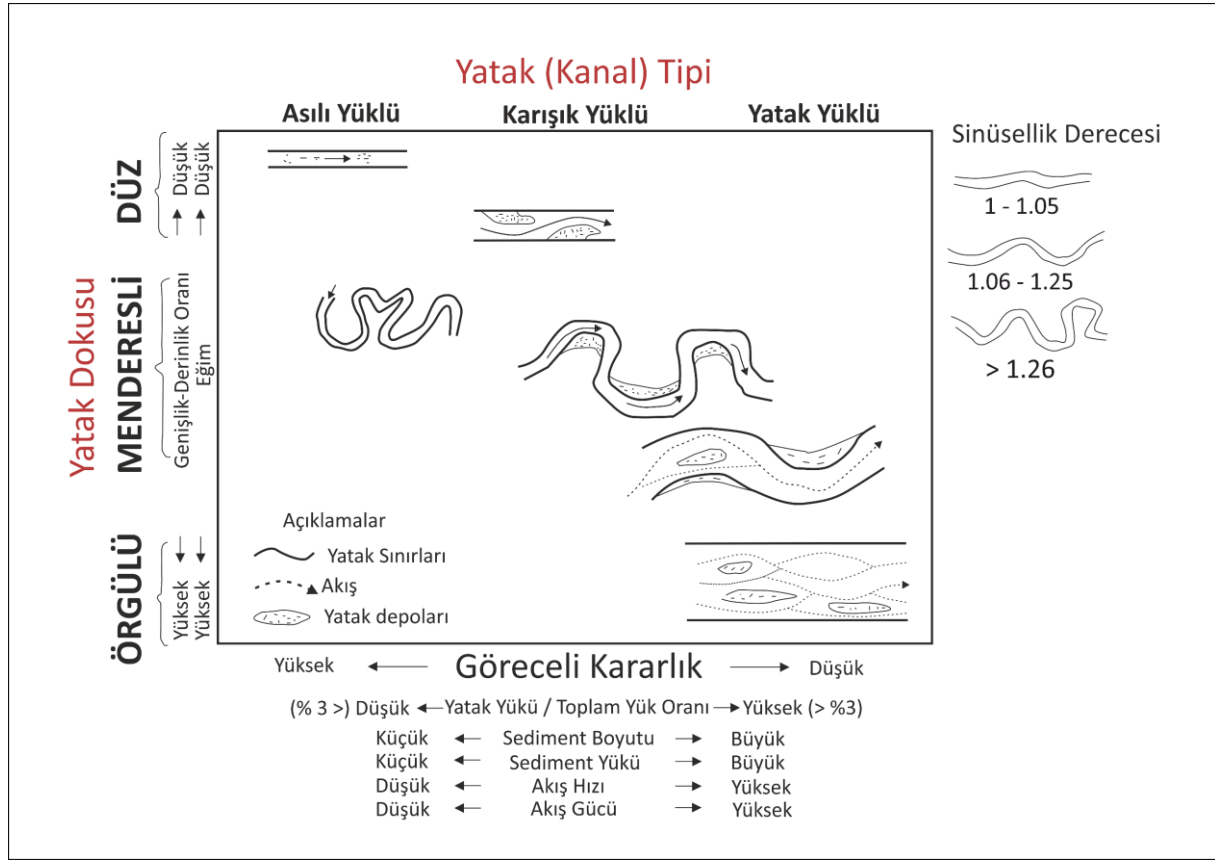 Yatak (Kanal) Tipi
Asılı Yüklü
Karışık Yüklü
Yatak Yüklü
Yatak Dokusu
DÜZ
Düşük
Düşük
MENDERESLİ
Genişlik-Derinlik Oranı
Eğim
ÖRGÜLÜ
Yüksek
Yüksek
Sinüsellik Derecesi
1 - 1.05
1.06 - 1.25
> 1.26
Açıklamalar
Yatak Sınırları
Akış
Yatak depoları
Yüksek Göreceli Kararlık Düşük
(% 3 >) Düşük Yatak Yükü / Toplam Yük Oranı Yüksek (> %3)
Küçük Sediment Boyutu Büyük
Küçük Sediment Yükü Büyük
Düşük Akış Hızı Yüksek
Düşük Akış Gücü Yüksek